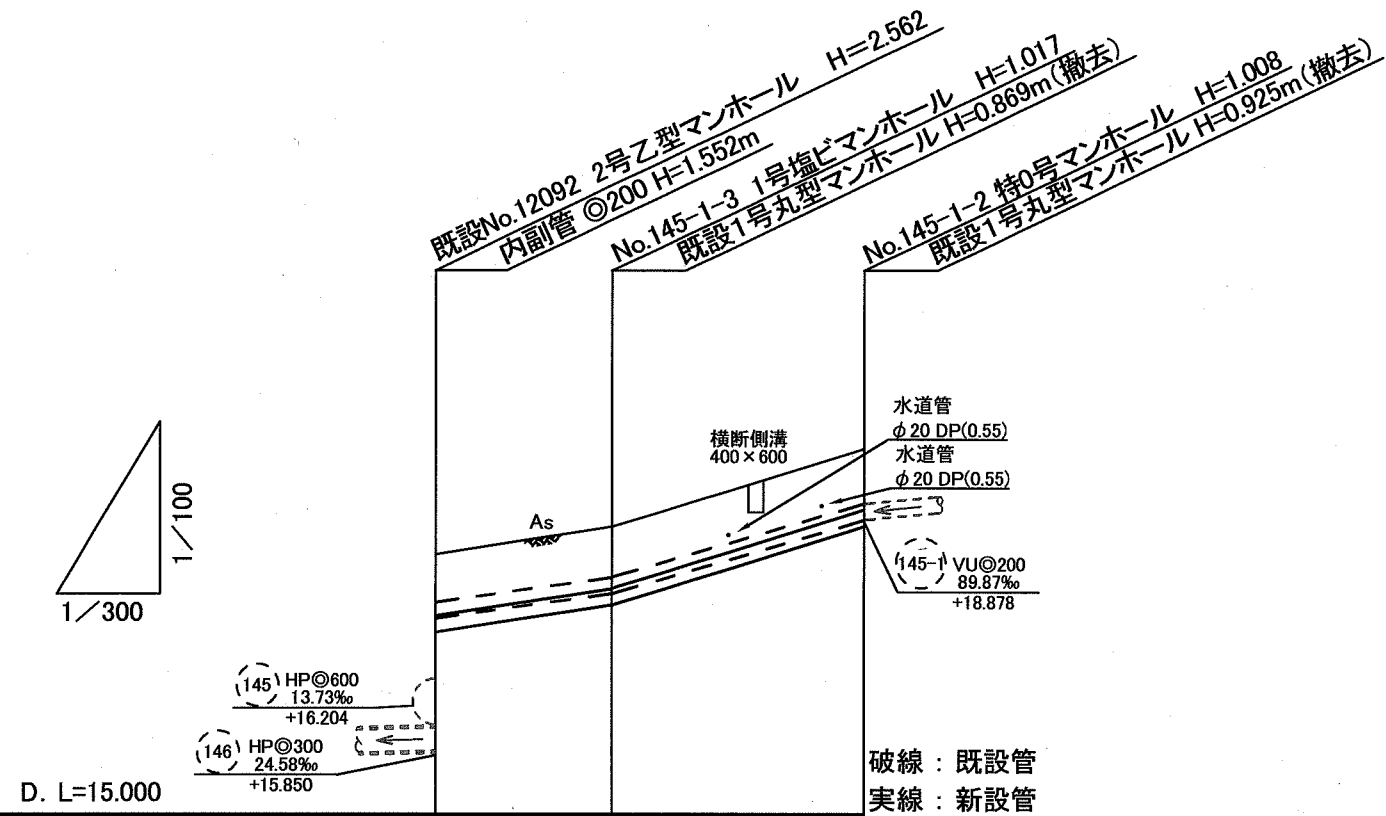 既設No.12092 2号乙型マンホール H=2.562
内副管 ◎200 H=1.552m
No.145-1-3 1号塩ビマンホール H=1.017
既設1号丸型マンホール H=0.869m(撤去)
No.145-1-2 特0号マンホール H=1.008
既設1号丸型マンホール H=0.925m(撤去)
水道管
φ20 DP(0.55)
水道管
φ20 DP(0.55)
横断側溝
400×600
As
1/100
1/300
145-1 VU◎200
89.87‰
+18.878
145 HP◎600
13.73‰
+16.204
146 HP◎300
24.58‰
+15.850
D. L=15.000
破線：既設管
実線：新設管